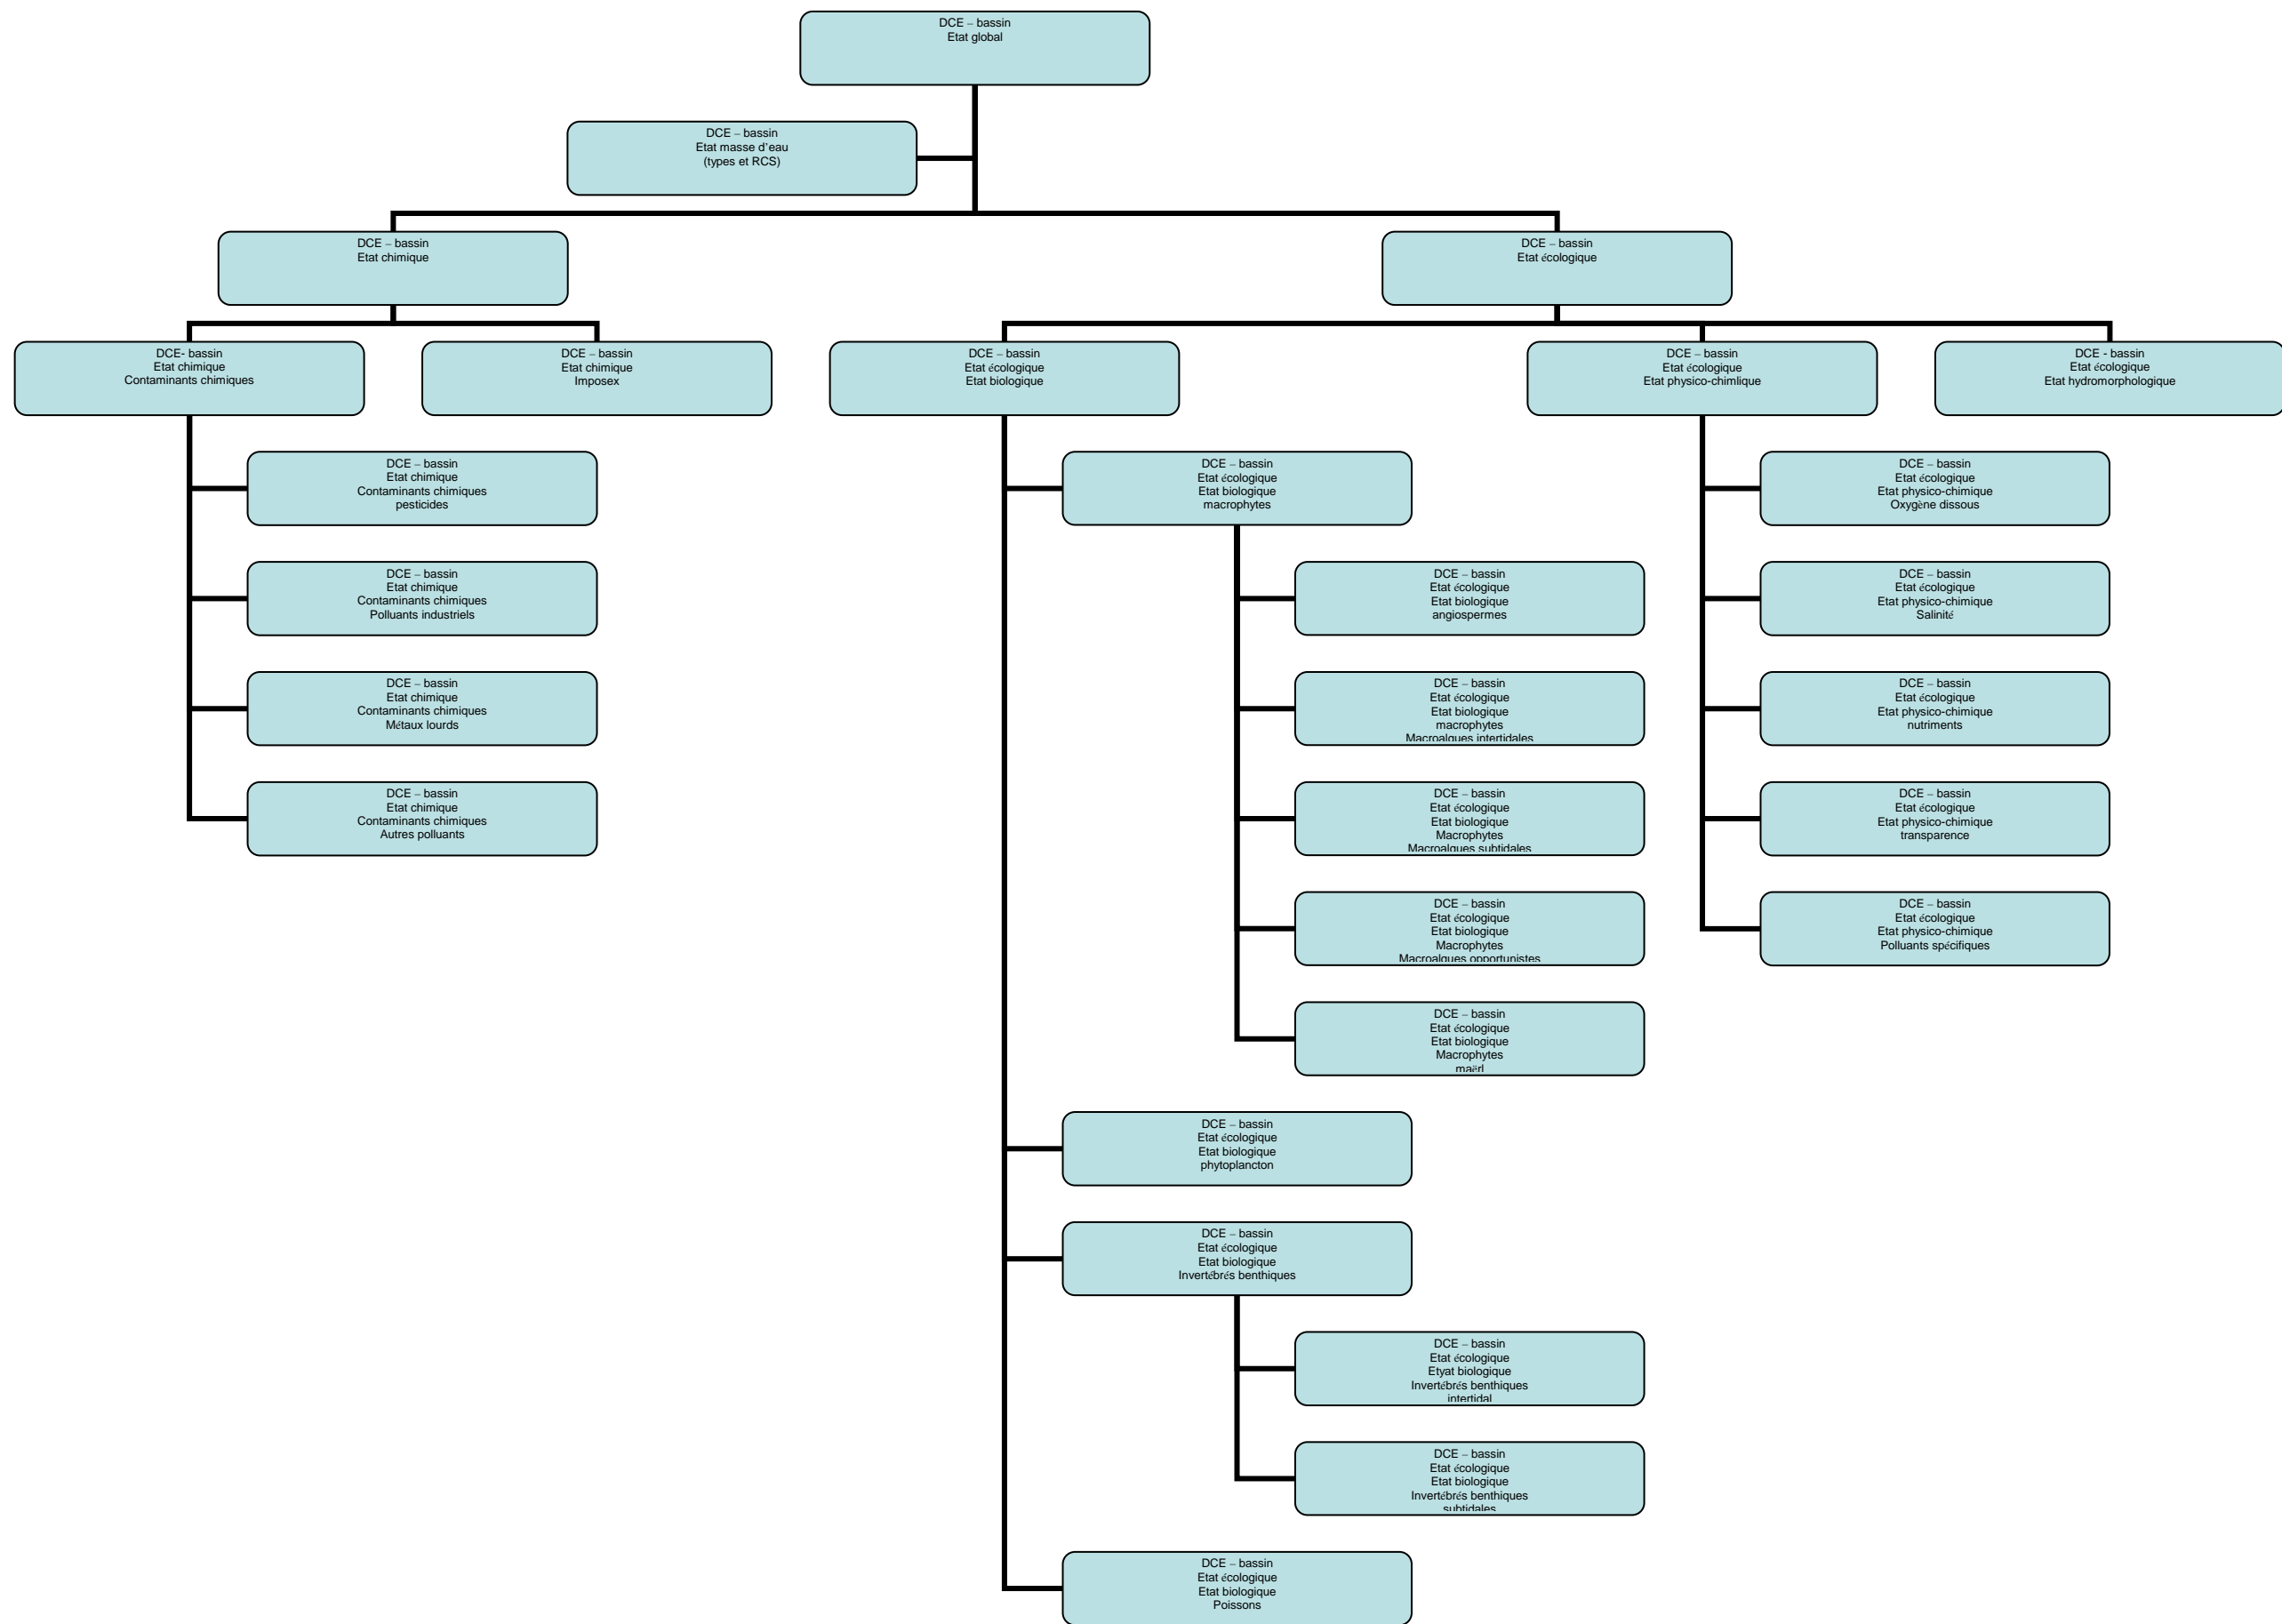 DCE – bassin
Etat global
DCE – bassin
Etat masse d'eau
(types et RCS)
DCE – bassin
Etat chimique
DCE – bassin
Etat écologique
DCE- bassin
Etat chimique
Contaminants chimiques
DCE – bassin
Etat chimique
Imposex
DCE – bassin
Etat écologique
Etat biologique
DCE – bassin
Etat écologique
Etat physico-chimlique
DCE - bassin
Etat écologique
Etat hydromorphologique
DCE – bassin
Etat chimique
Contaminants chimiques
pesticides
DCE – bassin
Etat chimique
Contaminants chimiques
Polluants industriels
DCE – bassin
Etat chimique
Contaminants chimiques
Métaux lourds
DCE – bassin
Etat chimique
Contaminants chimiques
Autres polluants
DCE – bassin
Etat écologique
Etat biologique
macrophytes
DCE – bassin
Etat écologique
Etat biologique
angiospermes
DCE – bassin
Etat écologique
Etat biologique
macrophytes
Macroalgues intertidales
DCE – bassin
Etat écologique
Etat biologique
Macrophytes
Macroalgues subtidales
DCE – bassin
Etat écologique
Etat biologique
Macrophytes
Macroalgues opportunistes
DCE – bassin
Etat écologique
Etat biologique
Macrophytes
maërl
DCE – bassin
Etat écologique
Etat biologique
phytoplancton
DCE – bassin
Etat écologique
Etat biologique
Invertébrés benthiques
DCE – bassin
Etat écologique
Etyat biologique
Invertébrés benthiques
intertidal
DCE – bassin
Etat écologique
Etat biologique
Invertébrés benthiques
subtidales
DCE – bassin
Etat écologique
Etat biologique
Poissons
DCE – bassin
Etat écologique
Etat physico-chimique
Oxygène dissous
DCE – bassin
Etat écologique
Etat physico-chimique
Salinité
DCE – bassin
Etat écologique
Etat physico-chimique
nutriments
DCE – bassin
Etat écologique
Etat physico-chimique
transparence
DCE – bassin
Etat écologique
Etat physico-chimique
Polluants spécifiques